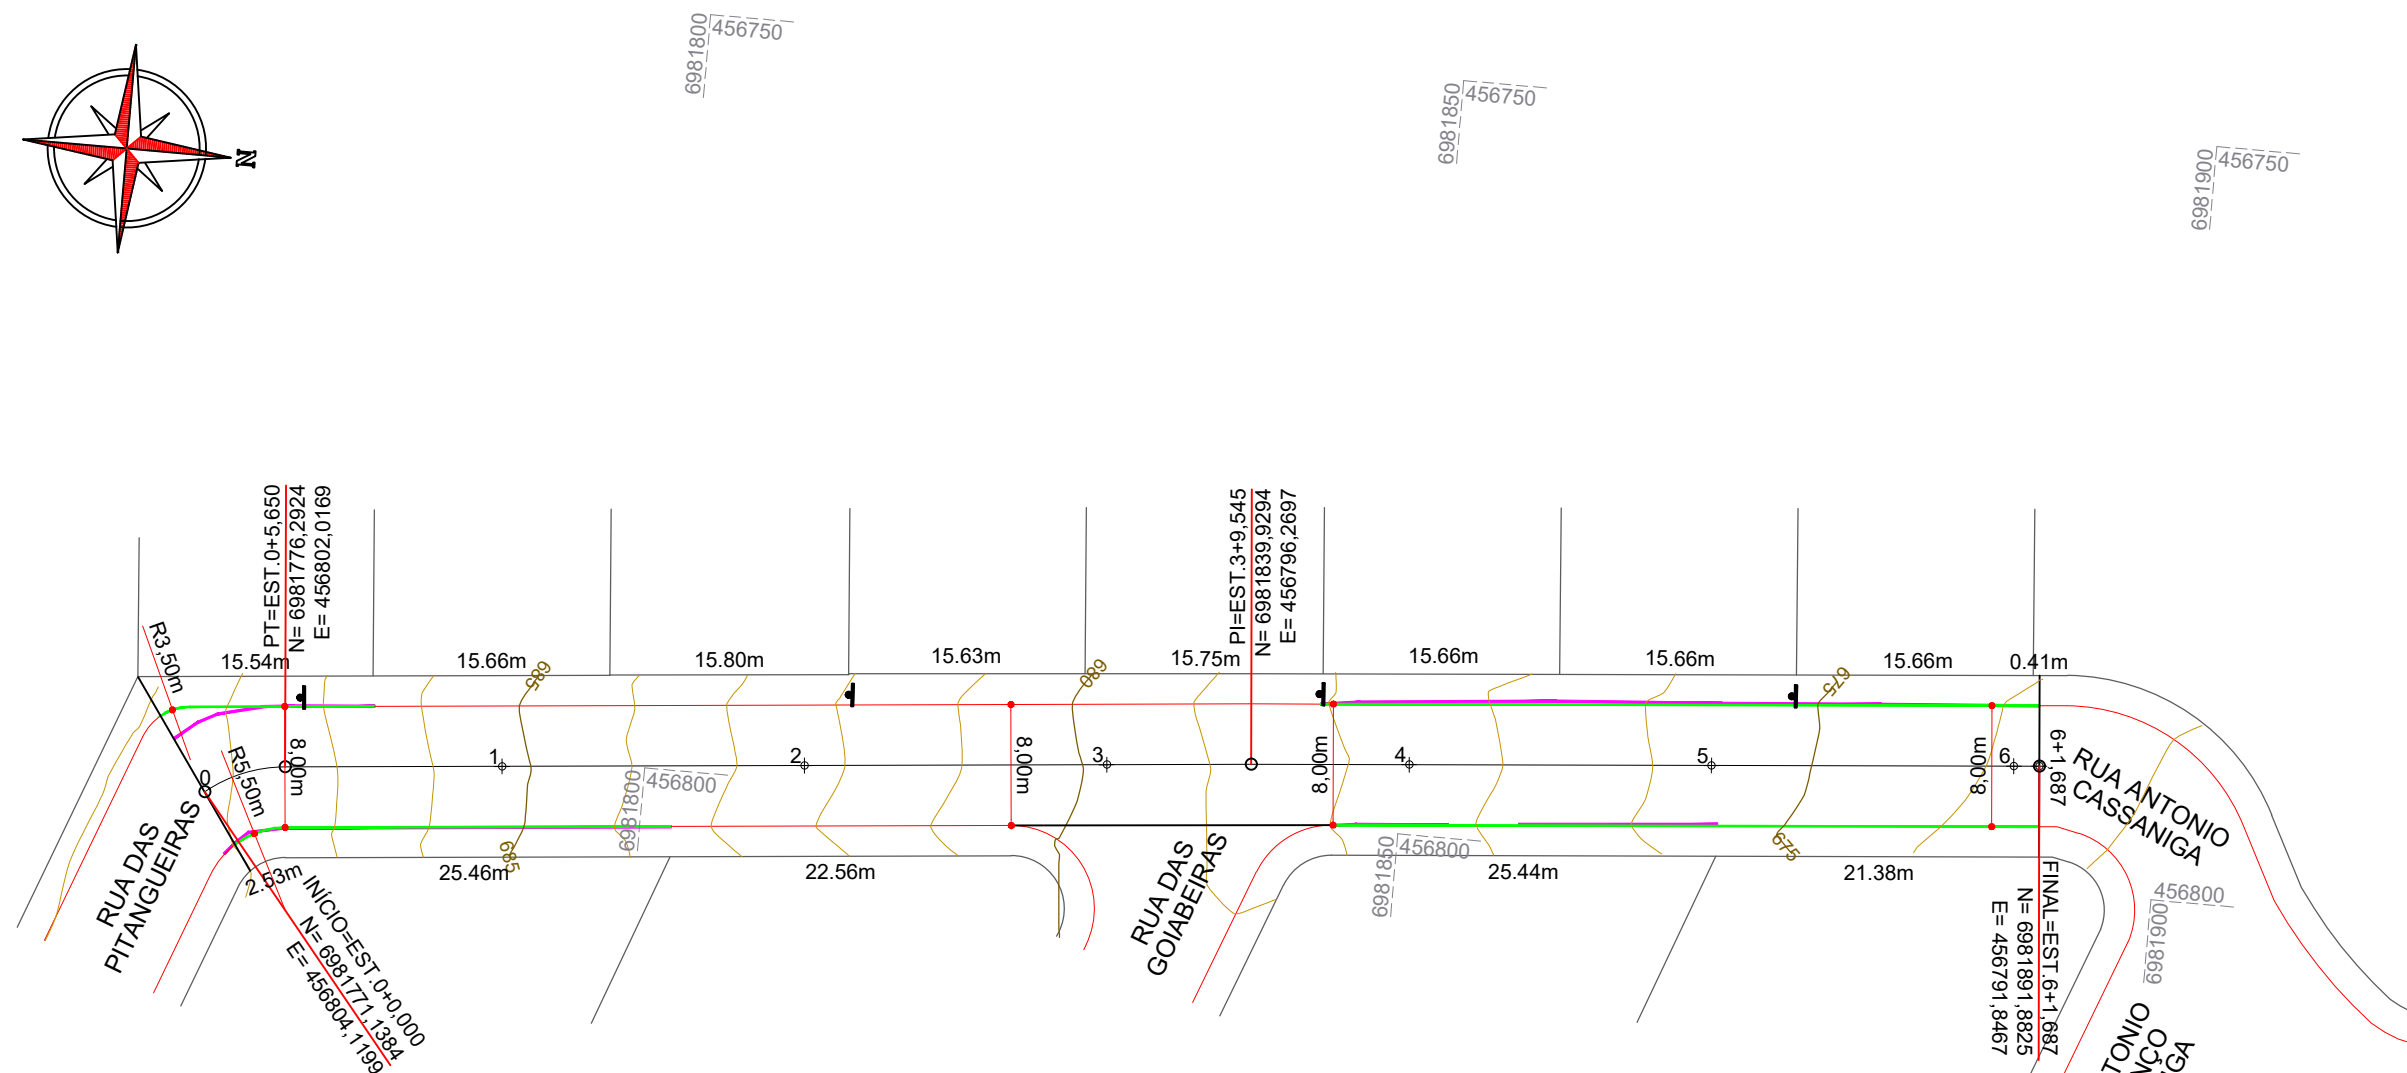 6981800
456750
6981850
456750
6981900
456750
N
PT=EST.0+5,650
N= 6981776,2924
E= 456802,0169
PI=EST.3+9,545
N= 6981839,9294
E= 456796,2697
R3,50m
15.54m
15.66m
685
15.80m
15.63m
680
15.75m
15.66m
15.66m
675
15.66m
0.41m
0
R5,50m
8,00m
1
2
8,00m
3
8,00m
4
5
8,00m
6
6+1,687
6981800
456800
RUA DAS
PITANGUEIRAS
2.53m
25.46m
685
22.56m
RUA DAS
GOIABEIRAS
6981850
456800
25.44m
675
21.38m
RUA ANTONIO
CASSANIGA
456800
6981900
INÍCIO=EST.0+0,000
N= 6981771,1384
E= 456804,1199
FINAL=EST.6+1,687
N= 6981891,8825
E= 456791,8467
TONIO
NÇO
GA